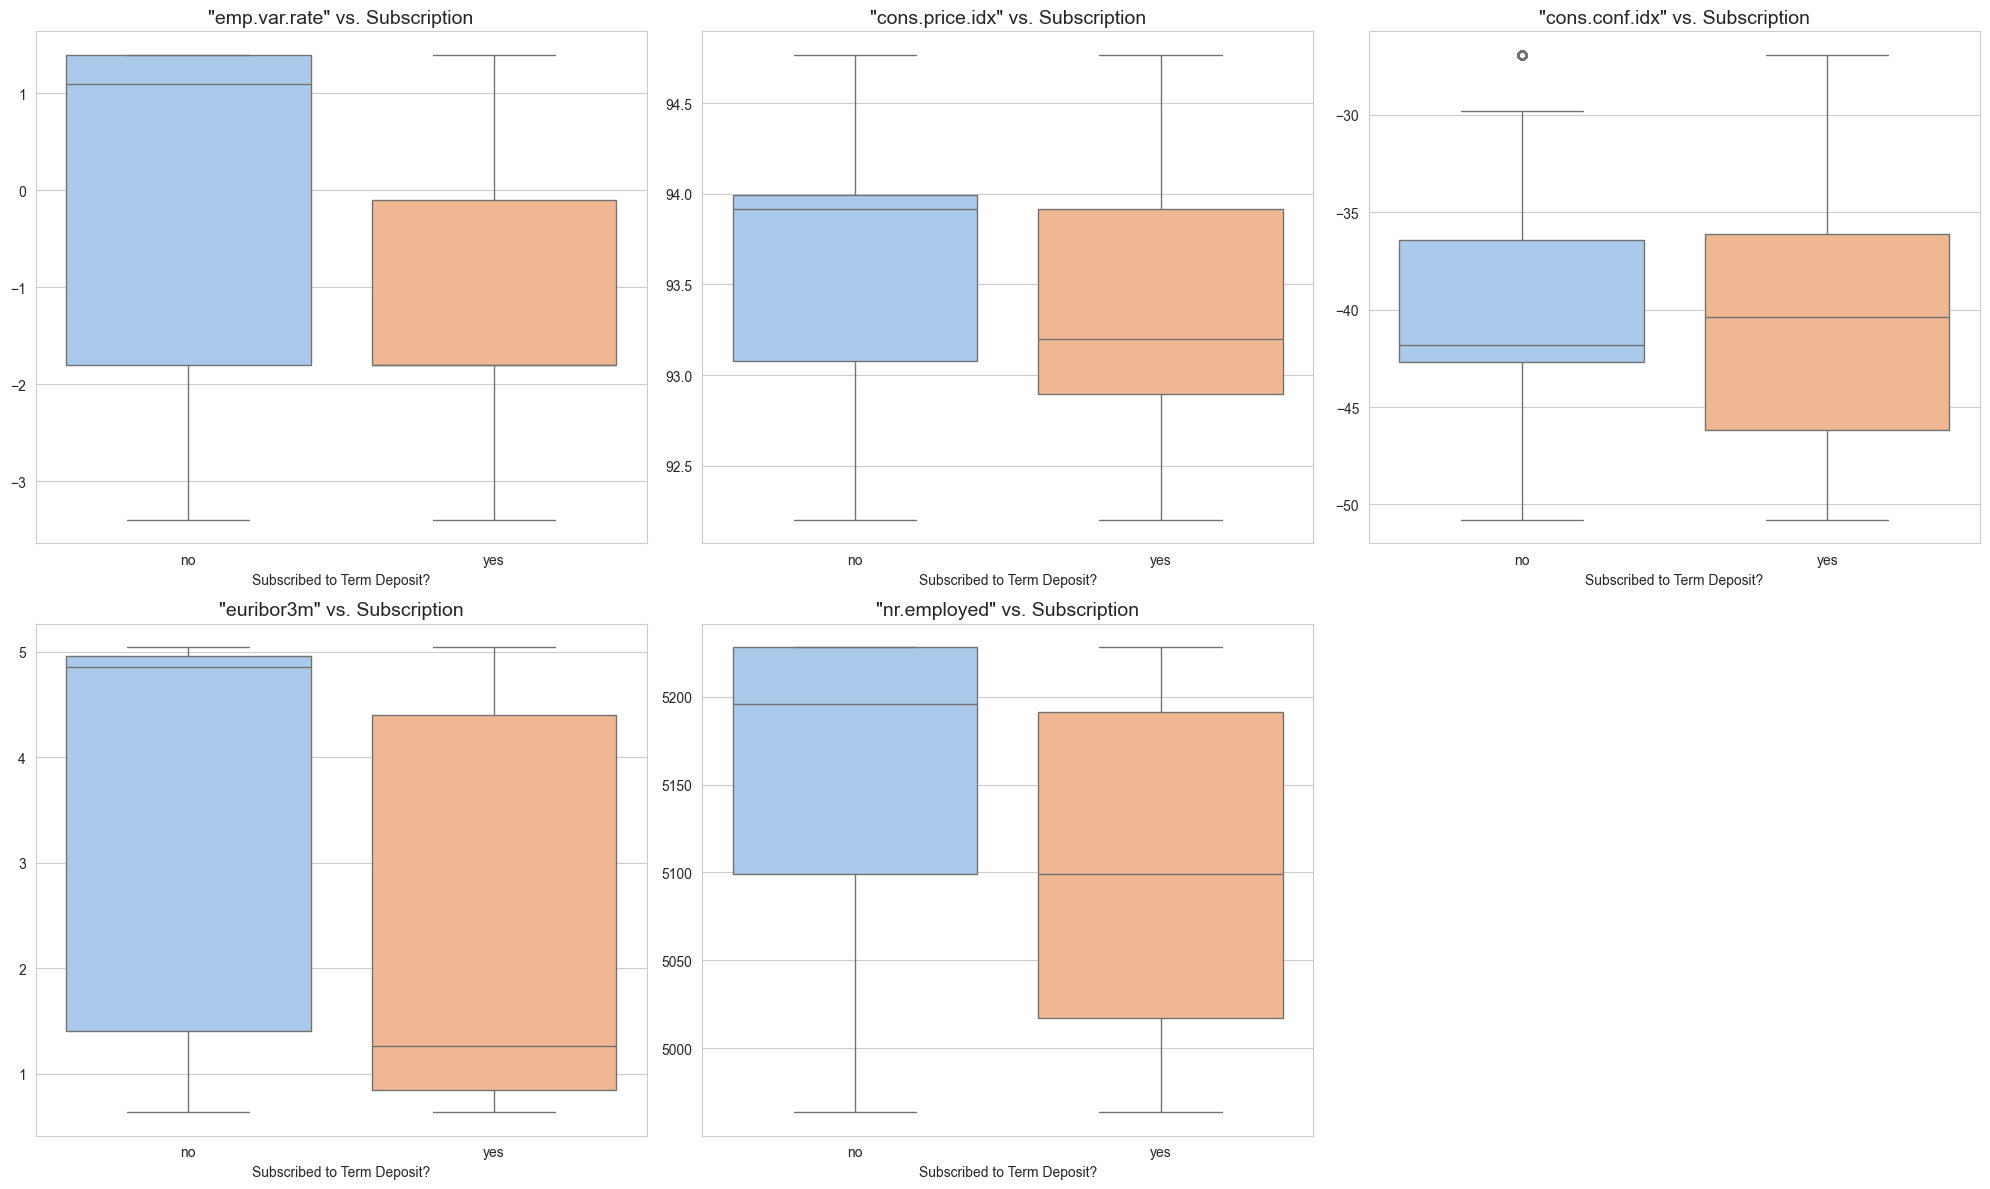 "emp.var.rate" vs. Subscription
1
0
−1
−2
−3
no yes
Subscribed to Term Deposit?
"cons.price.idx" vs. Subscription
94.5
94.0
93.5
93.0
92.5
no yes
Subscribed to Term Deposit?
"cons.conf.idx" vs. Subscription
−30
−35
−40
−45
−50
no yes
Subscribed to Term Deposit?
"euribor3m" vs. Subscription
5
4
3
2
1
no yes
Subscribed to Term Deposit?
"nr.employed" vs. Subscription
5200
5150
5100
5050
5000
no yes
Subscribed to Term Deposit?